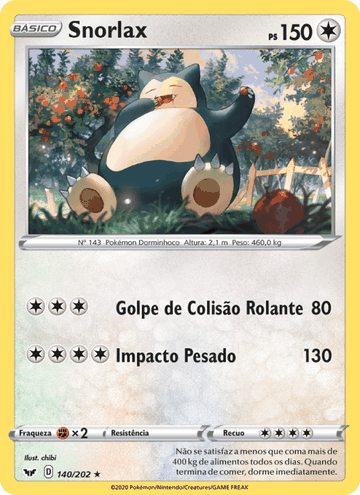 BÁSICO Snorlax PS 150
Nº 143 Pokémon Dorminhoco Altura: 2,1 m Peso: 460,0 kg
Golpe de Colisão Rolante 80
Impacto Pesado 130
Fraqueza ×2 Resistência Recuo
Ilust. chibi
D 140/202 ★
Não se satisfaz a menos que coma mais de
400 kg de alimentos todos os dias. Quando
termina de comer, dorme imediatamente.
©2020 Pokémon/Nintendo/Creatures/GAME FREAK